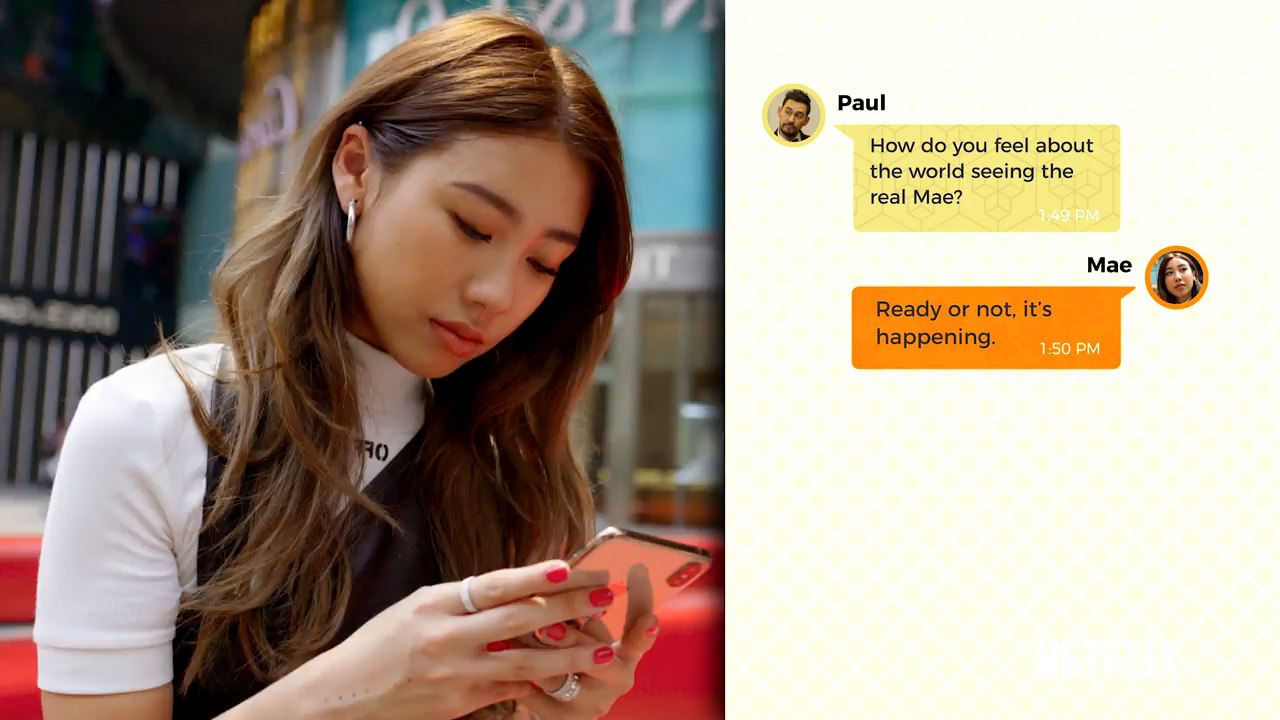 Paul
How do you feel about
the world seeing the
real Mae?
1:49 PM
Mae
Ready or not, it’s
happening.
1:50 PM
NETFLIX